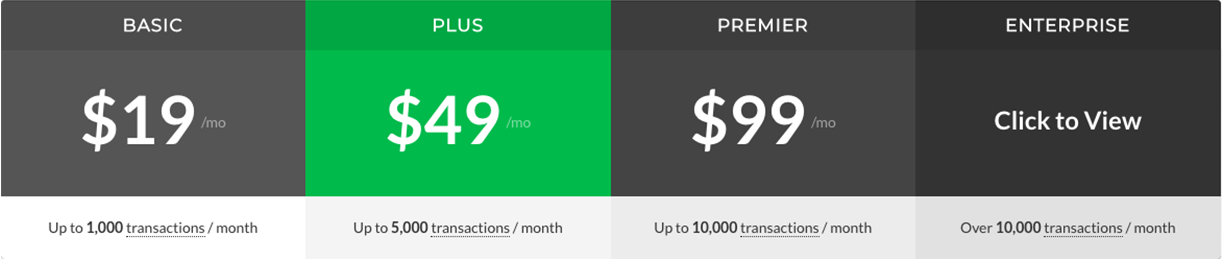 BASIC
PLUS
PREMIER
ENTERPRISE
$19 /mo
$49 /mo
$99 /mo
Click to View
Up to 1,000 transactions / month
Up to 5,000 transactions / month
Up to 10,000 transactions / month
Over 10,000 transactions / month